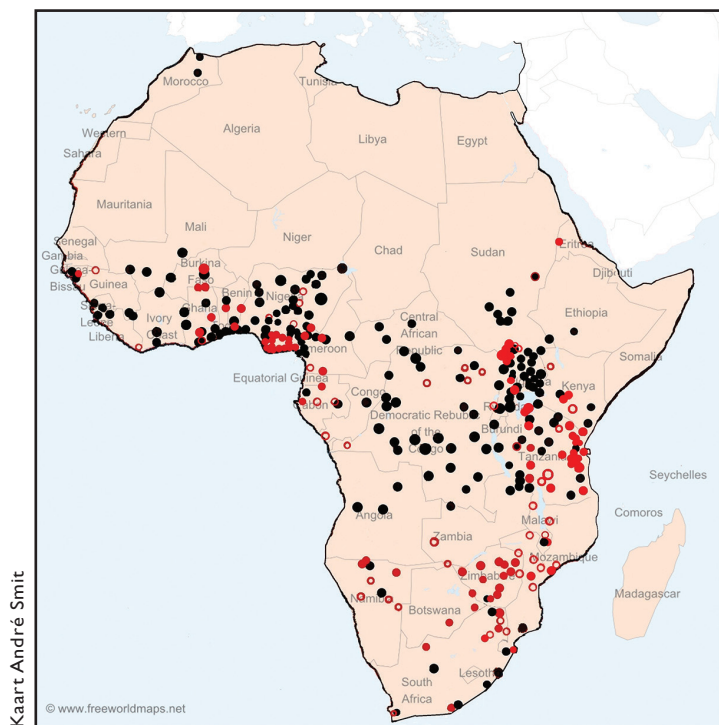 Morocco
Tunisia
Algeria
Libya
Egypt
Western
Sahara
Mauritania
Mali
Niger
Chad
Sudan
Eritrea
Djibouti
Senegal
Gambia
Guinea
Bissau
Guinea
Burkina
Faso
Benin
Nigeria
Ghana
Ivory
Coast
Sierra
Leone
Liberia
Central
African
Republic
Ethiopia
Somalia
Cameroon
Equatorial Guinea
Gabon
Congo
Democratic Republic
of the
Congo
Kenya
Burundi
Tanzania
Seychelles
Comoros
Angola
Zambia
Malawi
Mozambique
Zimbabwe
Madagascar
Namibia
Botswana
South
Africa
Lesotho
Kaart André Smit
© www.freeworldmaps.net